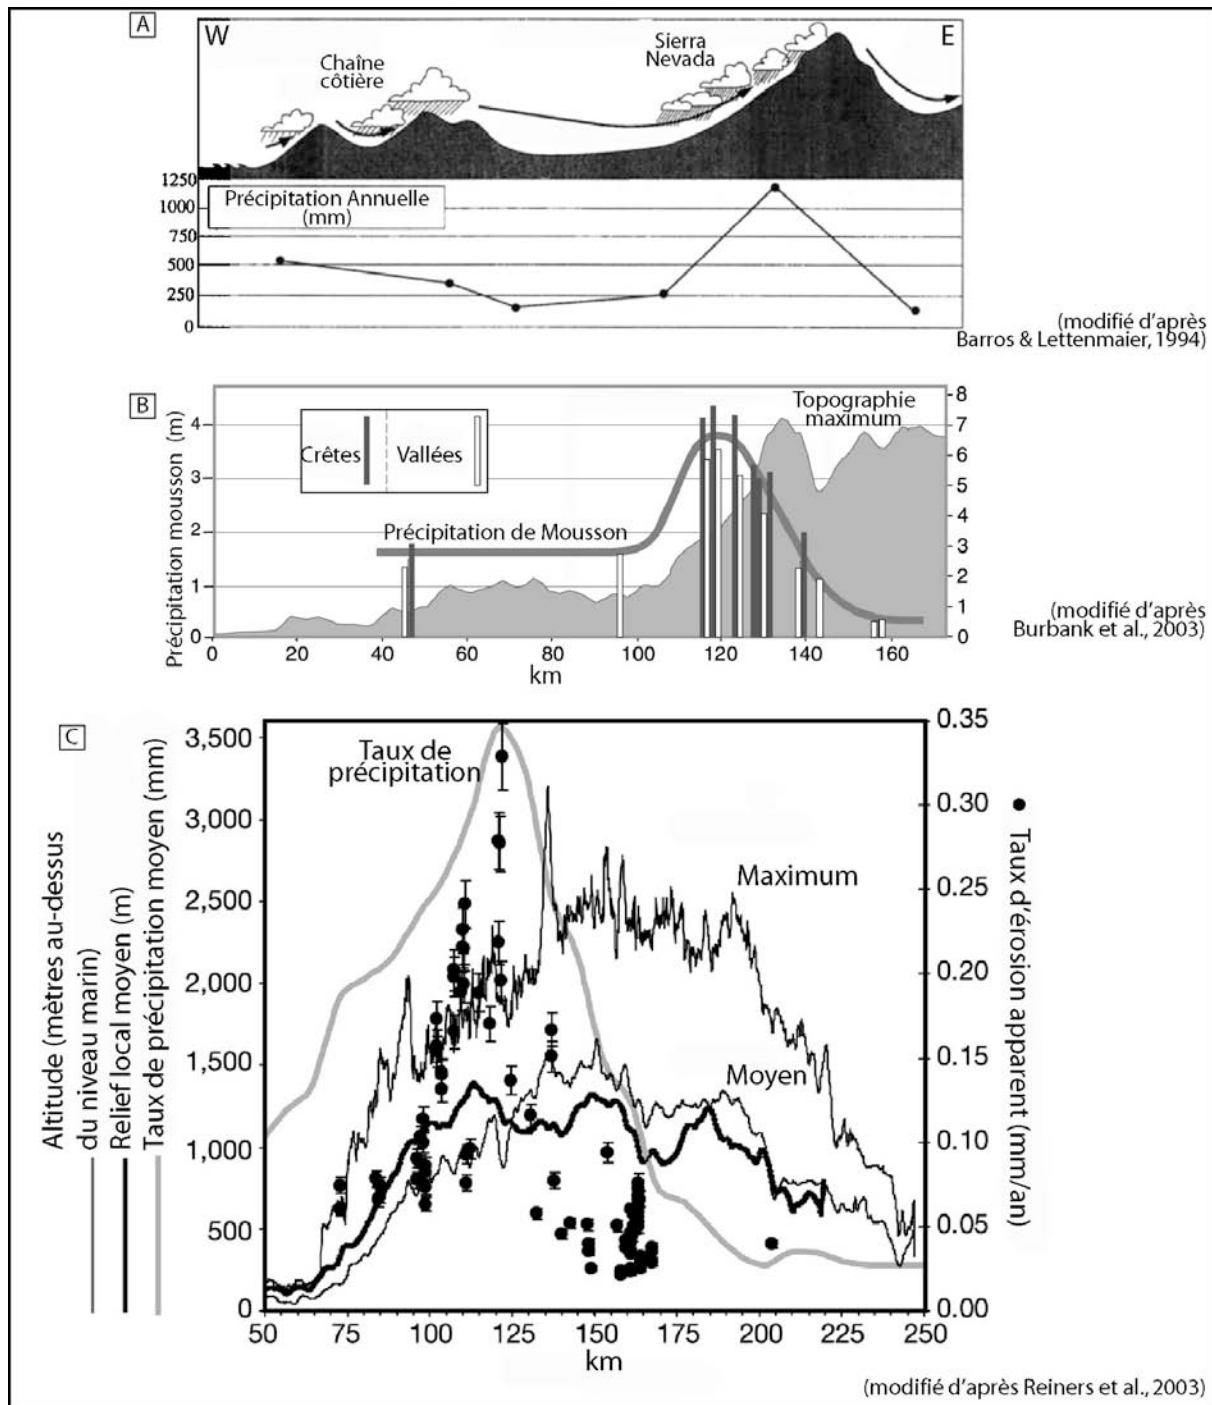 A
W
E
Chaîne
côtière
Sierra
Nevada
1250
1000
750
500
250
0
Précipitation Annuelle
(mm)
(modifié d'après
Barros & Lettenmaier, 1994)
B
Précipitation mousson (m)
4
3
2
1
0
Crêtes
Vallées
Topographie
maximum
Précipitation de Mousson
8
7
6
5
4
3
2
1
0
0 20 40 60 80 100 120 140 160
km
(modifié d'après
Burbank et al., 2003)
C
Altitude (mètres au-dessus
du niveau marin)
Relief local moyen (m)
Taux de précipitation moyen (mm)
3,500
3,000
2,500
2,000
1,500
1,000
500
0
Taux de
précipitation
Maximum
Moyen
0.35
0.30
0.25
0.20
0.15
0.10
0.05
0.00
Taux d'érosion apparent (mm/an)
50 75 100 125 150 175 200 225 250
km
(modifié d'après Reiners et al., 2003)